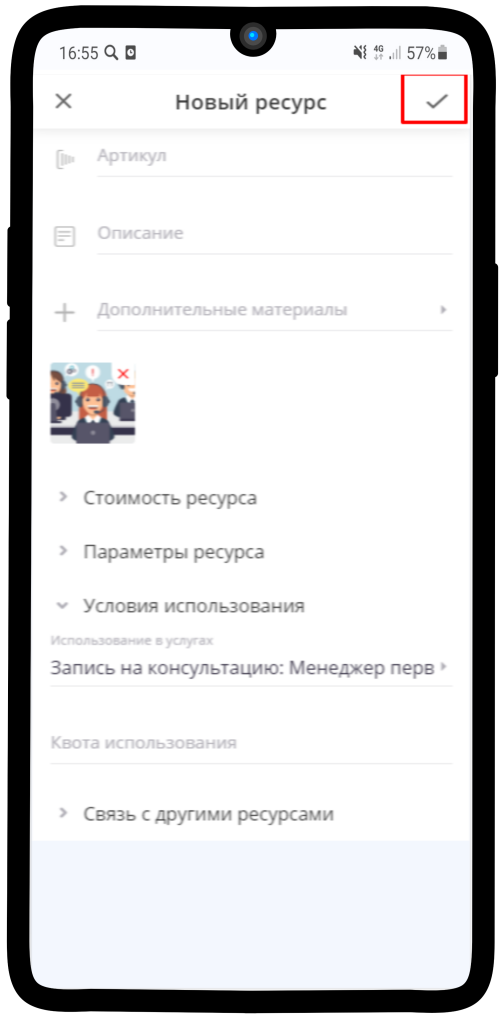 16:55
4G 57%
Новый ресурс
Артикул
Описание
Дополнительные материалы
Стоимость ресурса
Параметры ресурса
Условия использования
Использование в услугах
Запись на консультацию: Менеджер перв
Квота использования
Связь с другими ресурсами